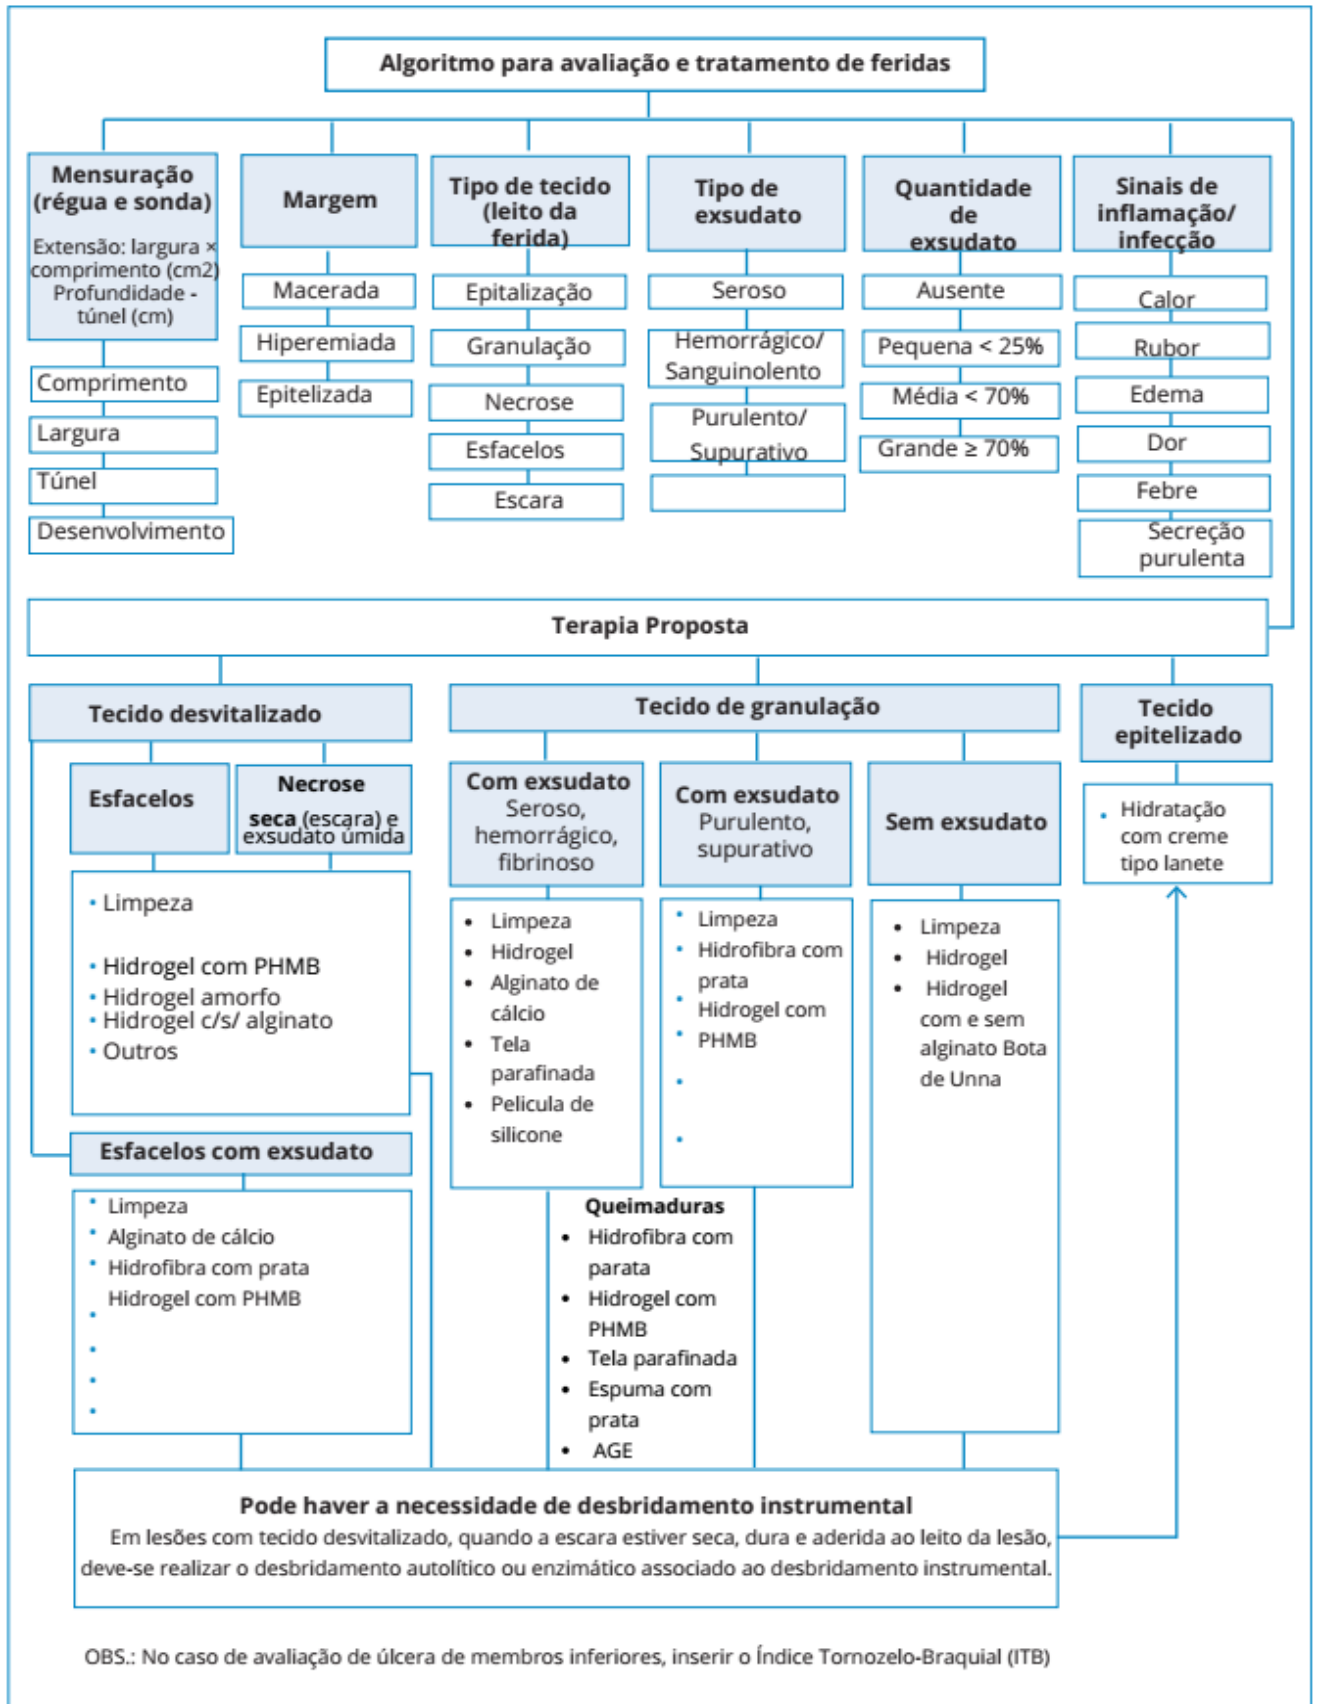 Algoritmo para avaliação e tratamento de feridas
Mensuração
(régua e sonda)
Extensão: largura ×
comprimento (cm2)
Profundidade -
túnel (cm)
Comprimento
Largura
Túnel
Desenvolvimento
Margem
Macerada
Hiperemiada
Epitelizada
Tipo de tecido
(leito da
ferida)
Epitalização
Granulação
Necrose
Esfacelos
Escara
Tipo de
exsudato
Seroso
Hemorrágico/
Sanguinolento
Purulento/
Supurativo
Quantidade
de
exsudato
Ausente
Pequena < 25%
Média < 70%
Grande ≥ 70%
Sinais de
inflamação/
infecção
Calor
Rubor
Edema
Dor
Febre
Secreção
purulenta
Terapia Proposta
Tecido desvitalizado
Esfacelos
Necrose
seca (escara) e
exsudato úmida
• Limpeza
• Hidrogel com PHMB
• Hidrogel amorfo
• Hidrogel c/s/ alginato
• Outros
Esfacelos com exsudato
• Limpeza
• Alginato de cálcio
• Hidrofibra com prata
Hidrogel com PHMB
•
•
•
•
Tecido de granulação
Com exsudato
Seroso,
hemorrágico,
fibrinoso
• Limpeza
• Hidrogel
• Alginato de
cálcio
• Tela
parafinada
• Pelicula de
silicone
Com exsudato
Purulento,
supurativo
• Limpeza
• Hidrofibra com
prata
• Hidrogel com
• PHMB
•
•
Queimaduras
• Hidrofibra com
parata
• Hidrogel com
PHMB
• Tela parafinada
• Espuma com
prata
• AGE
Sem exsudato
• Limpeza
• Hidrogel
• Hidrogel
com e sem
alginato Bota
de Unna
Tecido
epitelizado
• Hidratação
com creme
tipo lanete
Pode haver a necessidade de desbridamento instrumental
Em lesões com tecido desvitalizado, quando a escara estiver seca, dura e aderida ao leito da lesão,
deve-se realizar o desbridamento autolítico ou enzimático associado ao desbridamento instrumental.
OBS.: No caso de avaliação de úlcera de membros inferiores, inserir o Índice Tornozelo-Braquial (ITB)